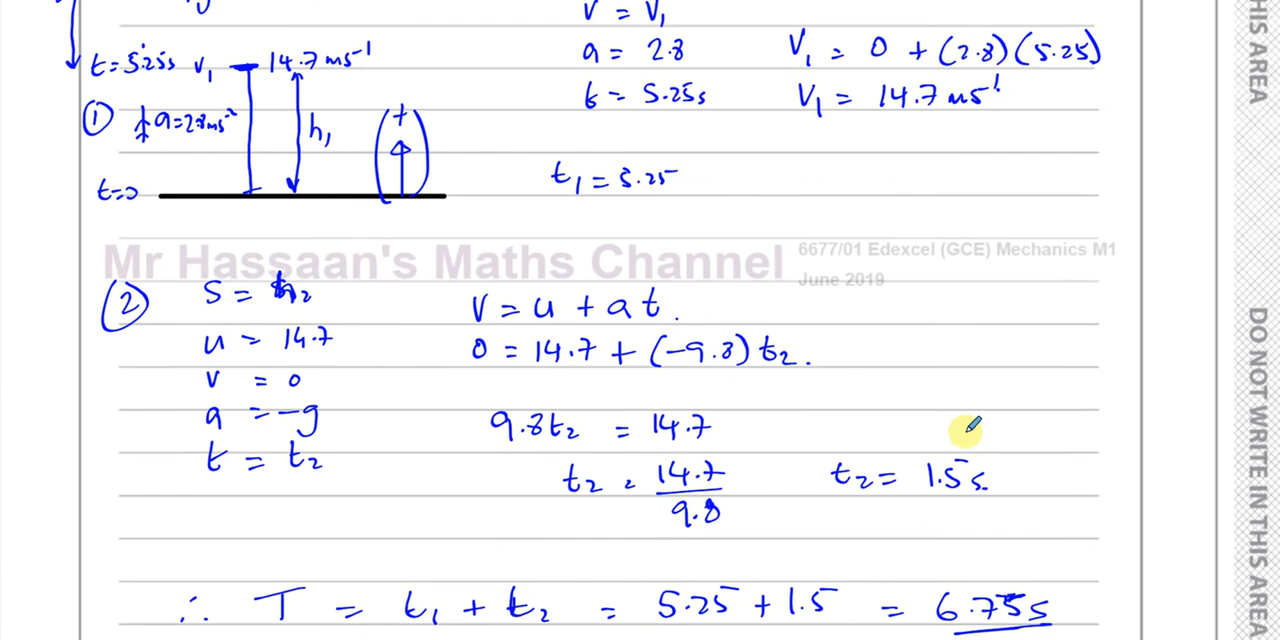 V = V₁
a = 2.8
t = 5.25s
V₁ = 0 + (2.8)(5.25)
V₁ = 14.7 ms⁻¹
t=5.25s V₁ 14.7 ms⁻¹
① a=2.8ms⁻² h₁ (+)
t=0
t₁ = 5.25
Mr Hassaan's Maths Channel
6677/01 Edexcel (GCE) Mechanics M1
June 2019
②
S = h₂
u = 14.7
v = 0
a = -g
t = t₂
V = u + at.
0 = 14.7 + (-9.8)t₂.
9.8t₂ = 14.7
t₂ = 14.7/9.8
t₂ = 1.5s
∴ T = t₁ + t₂ = 5.25 + 1.5 = 6.75s
HIS AREA
DO NOT WRITE IN THIS AREA